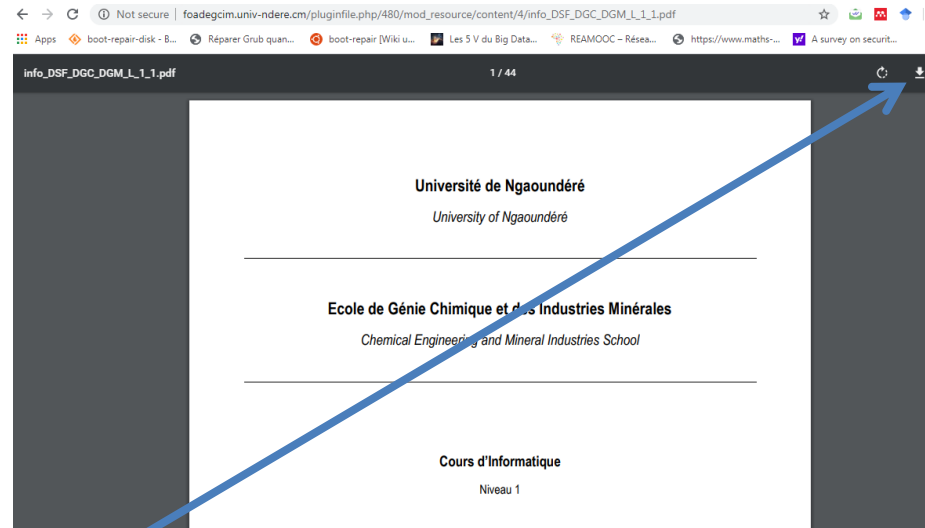 Not secure | foadegcim.univ-ndere.cm/pluginfile.php/480/mod_resource/content/4/info_DSF_DGC_DGM_L_1_1.pdf
Apps boot-repair-disk - B... Réparer Grub quan... boot-repair [Wiki u... Les 5 V du Big Data... REAMOOC – Résea... https://www.maths-... A survey on securit...
info_DSF_DGC_DGM_L_1_1.pdf 1 / 44
Université de Ngaoundéré
University of Ngaoundéré
Ecole de Génie Chimique et des Industries Minérales
Chemical Engineering and Mineral Industries School
Cours d'Informatique
Niveau 1